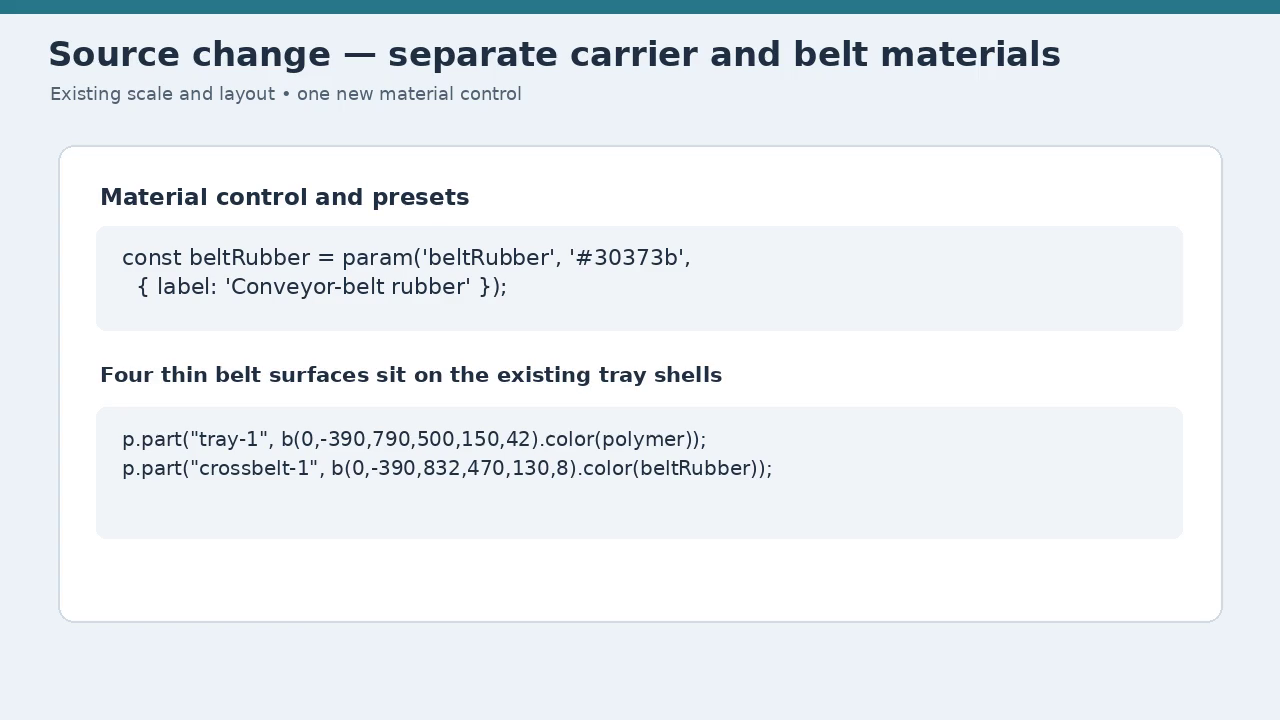 Source change — separate carrier and belt materials
Existing scale and layout • one new material control
Material control and presets
const beltRubber = param('beltRubber', '#30373b',
{ label: 'Conveyor-belt rubber' });
Four thin belt surfaces sit on the existing tray shells
p.part("tray-1", b(0,-390,790,500,150,42).color(polymer));
p.part("crossbelt-1", b(0,-390,832,470,130,8).color(beltRubber));